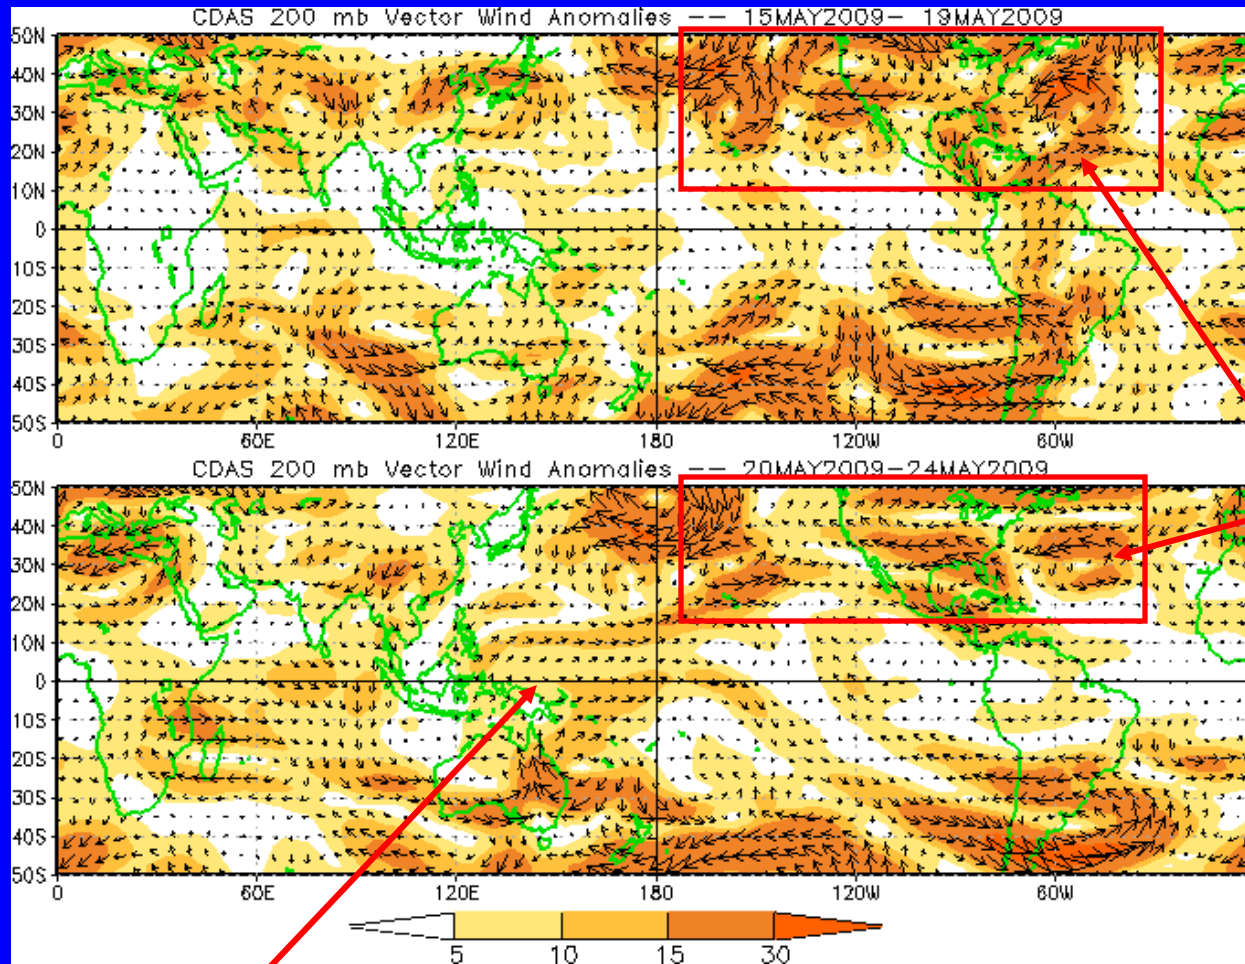 CDAS 200 mb Vector Wind Anomalies -- 15MAY2009- 19MAY2009
50N
40N
30N
20N
10N
0
10S
20S
30S
40S
50S
0 60E 120E 180 120W 60W
CDAS 200 mb Vector Wind Anomalies -- 20MAY2009-24MAY2009
50N
40N
30N
20N
10N
0
10S
20S
30S
40S
50S
0 60E 120E 180 120W 60W
5 10 15 30